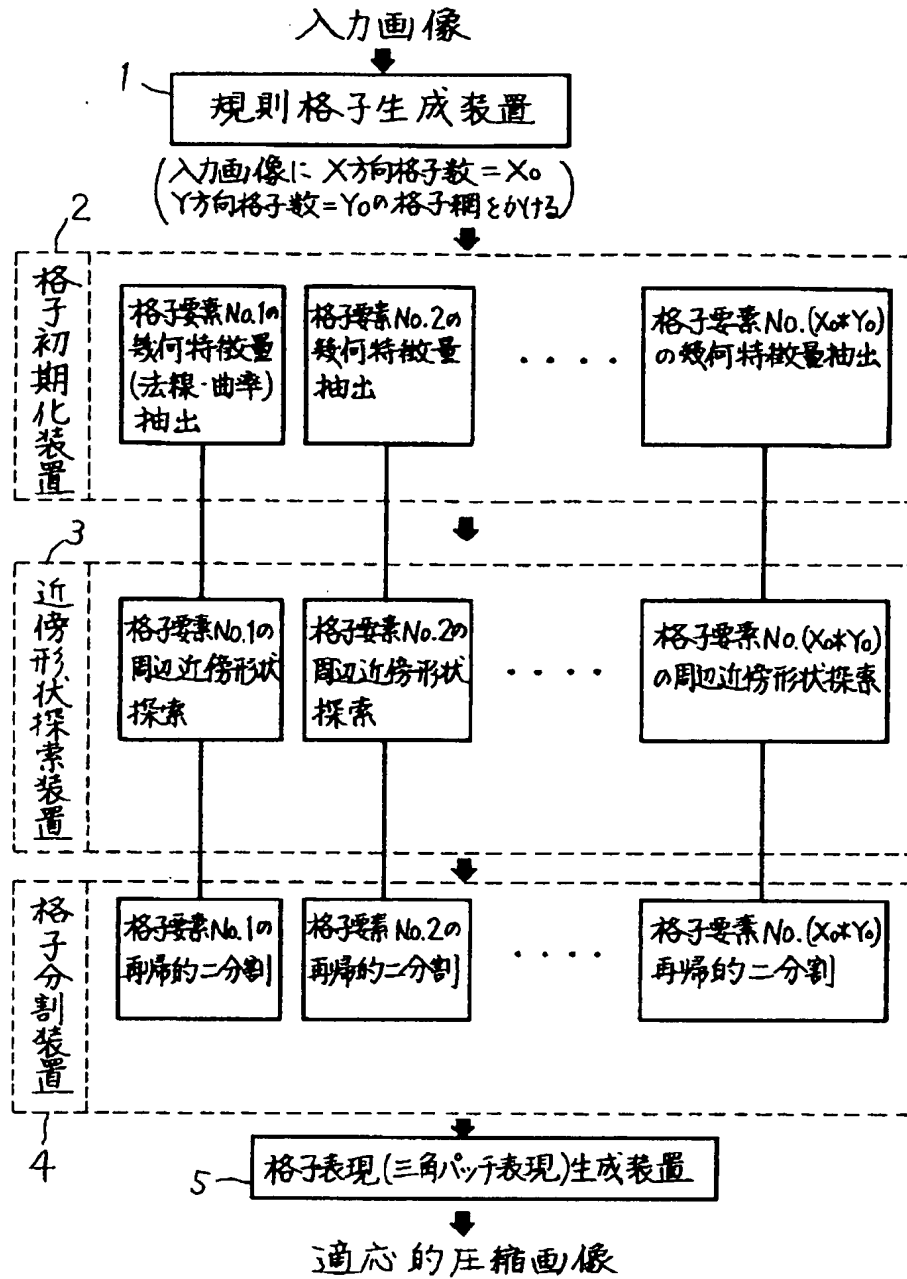 入力画像
1
規則格子生成装置
(入力画像に X方向格子数=X₀
Y方向格子数=Y₀の格子網をかける)
2
格子初期化装置
格子要素No.1の
幾何特徴量
(法線・曲率)
抽出
格子要素No.2の
幾何特徴量
抽出
・・・・
格子要素No.(X₀*Y₀)
の幾何特徴量抽出
3
近傍形状探索装置
格子要素No.1の
周辺近傍形状
探索
格子要素No.2の
周辺近傍形状
探索
・・・・
格子要素No.(X₀*Y₀)
の周辺近傍形状探索
格子分割装置
格子要素No.1の
再帰的二分割
格子要素No.2の
再帰的二分割
・・・・
格子要素No.(X₀*Y₀)
再帰的二分割
4
5
格子表現(三角パッチ表現)生成装置
適応的圧縮画像